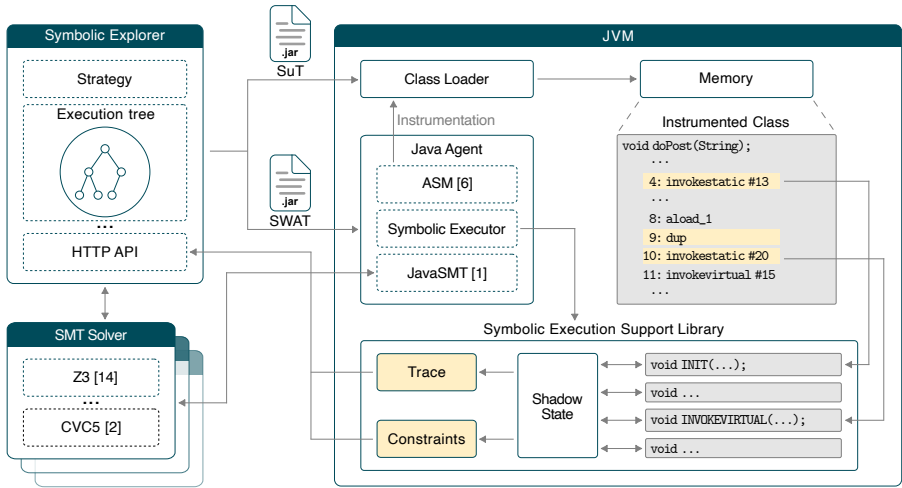 Symbolic Explorer
Strategy
Execution tree
...
HTTP API
SMT Solver
Z3 [14]
...
CVC5 [2]
.jar
SuT
.jar
SWAT
JVM
Class Loader
Memory
Instrumentation
Java Agent
ASM [6]
Symbolic Executor
JavaSMT [1]
Instrumented Class
void doPost(String);
...
4: invokestatic #13
...
8: aload_1
9: dup
10: invokestatic #20
11: invokevirtual #15
...
Symbolic Execution Support Library
Trace
Constraints
Shadow
State
void INIT(...);
void ...
void INVOKEVIRTUAL(...);
void ...